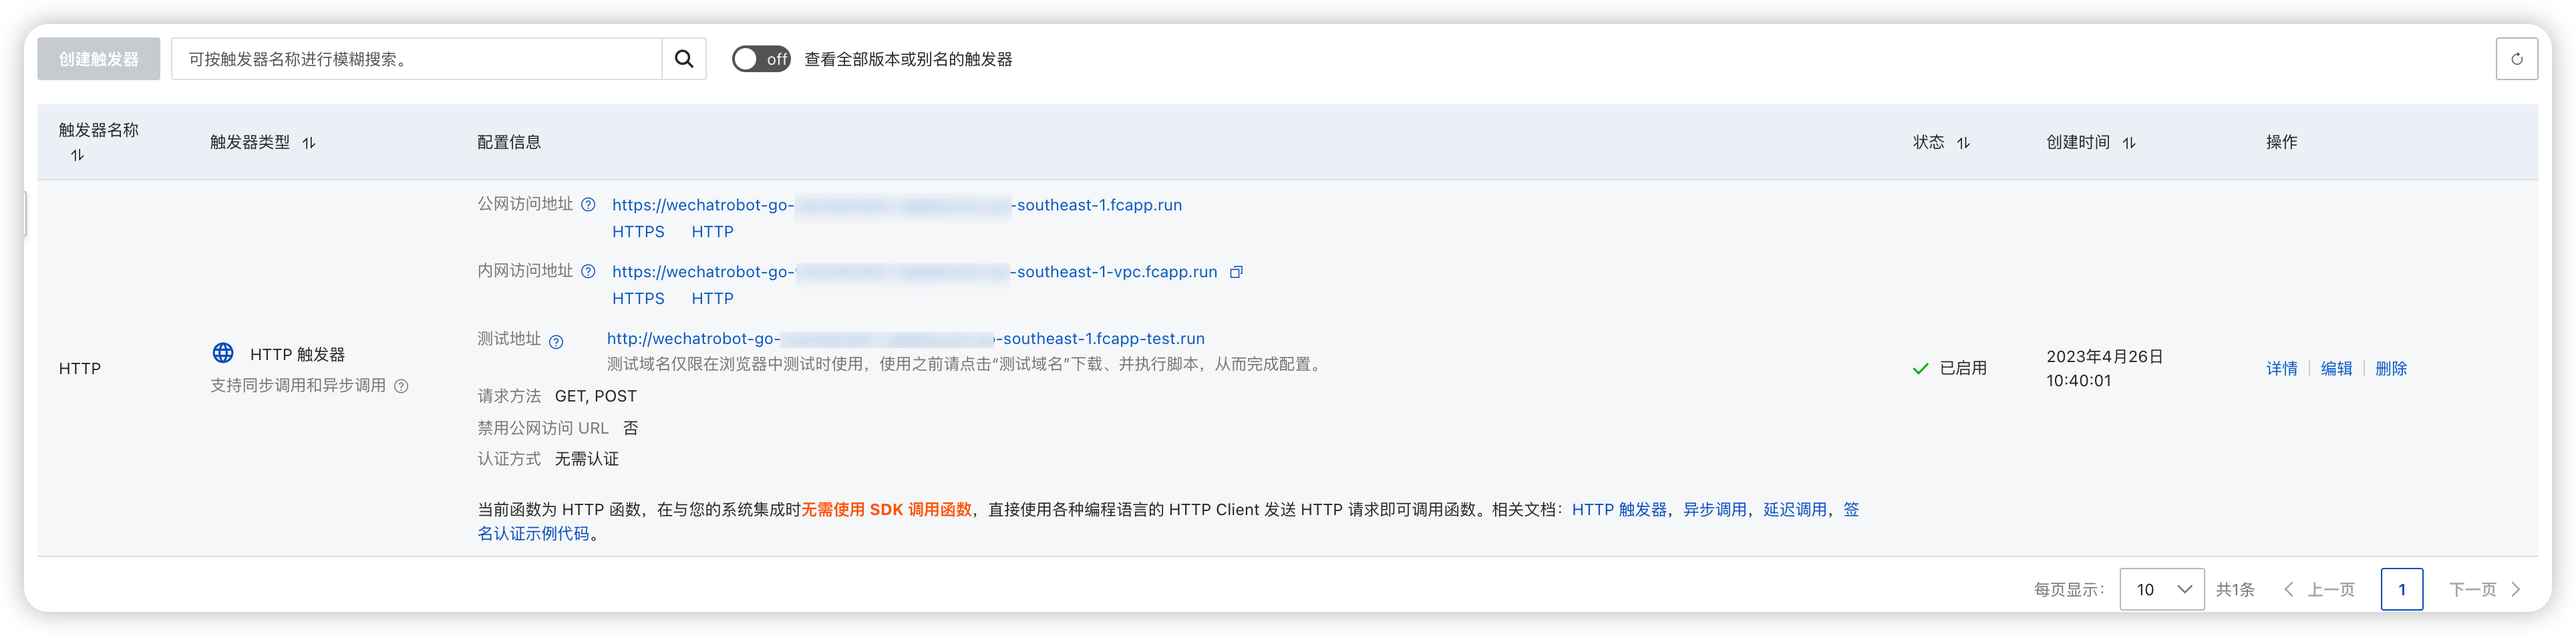 创建触发器
可按触发器名称进行模糊搜索。
off 查看全部版本或别名的触发器
触发器名称
触发器类型
配置信息
状态
创建时间
操作
HTTP
HTTP 触发器
支持同步调用和异步调用
公网访问地址 https://wechatrobot-go- -southeast-1.fcapp.run
HTTPS HTTP
内网访问地址 https://wechatrobot-go- -southeast-1-vpc.fcapp.run
HTTPS HTTP
测试地址 http://wechatrobot-go- -southeast-1.fcapp-test.run
测试域名仅限在浏览器中测试时使用，使用之前请点击“测试域名”下载、并执行脚本，从而完成配置。
请求方法 GET, POST
禁用公网访问 URL 否
认证方式 无需认证
当前函数为 HTTP 函数，在与您的系统集成时无需使用 SDK 调用函数，直接使用各种编程语言的 HTTP Client 发送 HTTP 请求即可调用函数。相关文档：HTTP 触发器，异步调用，延迟调用，签
名认证示例代码。
已启用
2023年4月26日
10:40:01
详情 编辑 删除
每页显示： 10 共1条 上一页 1 下一页